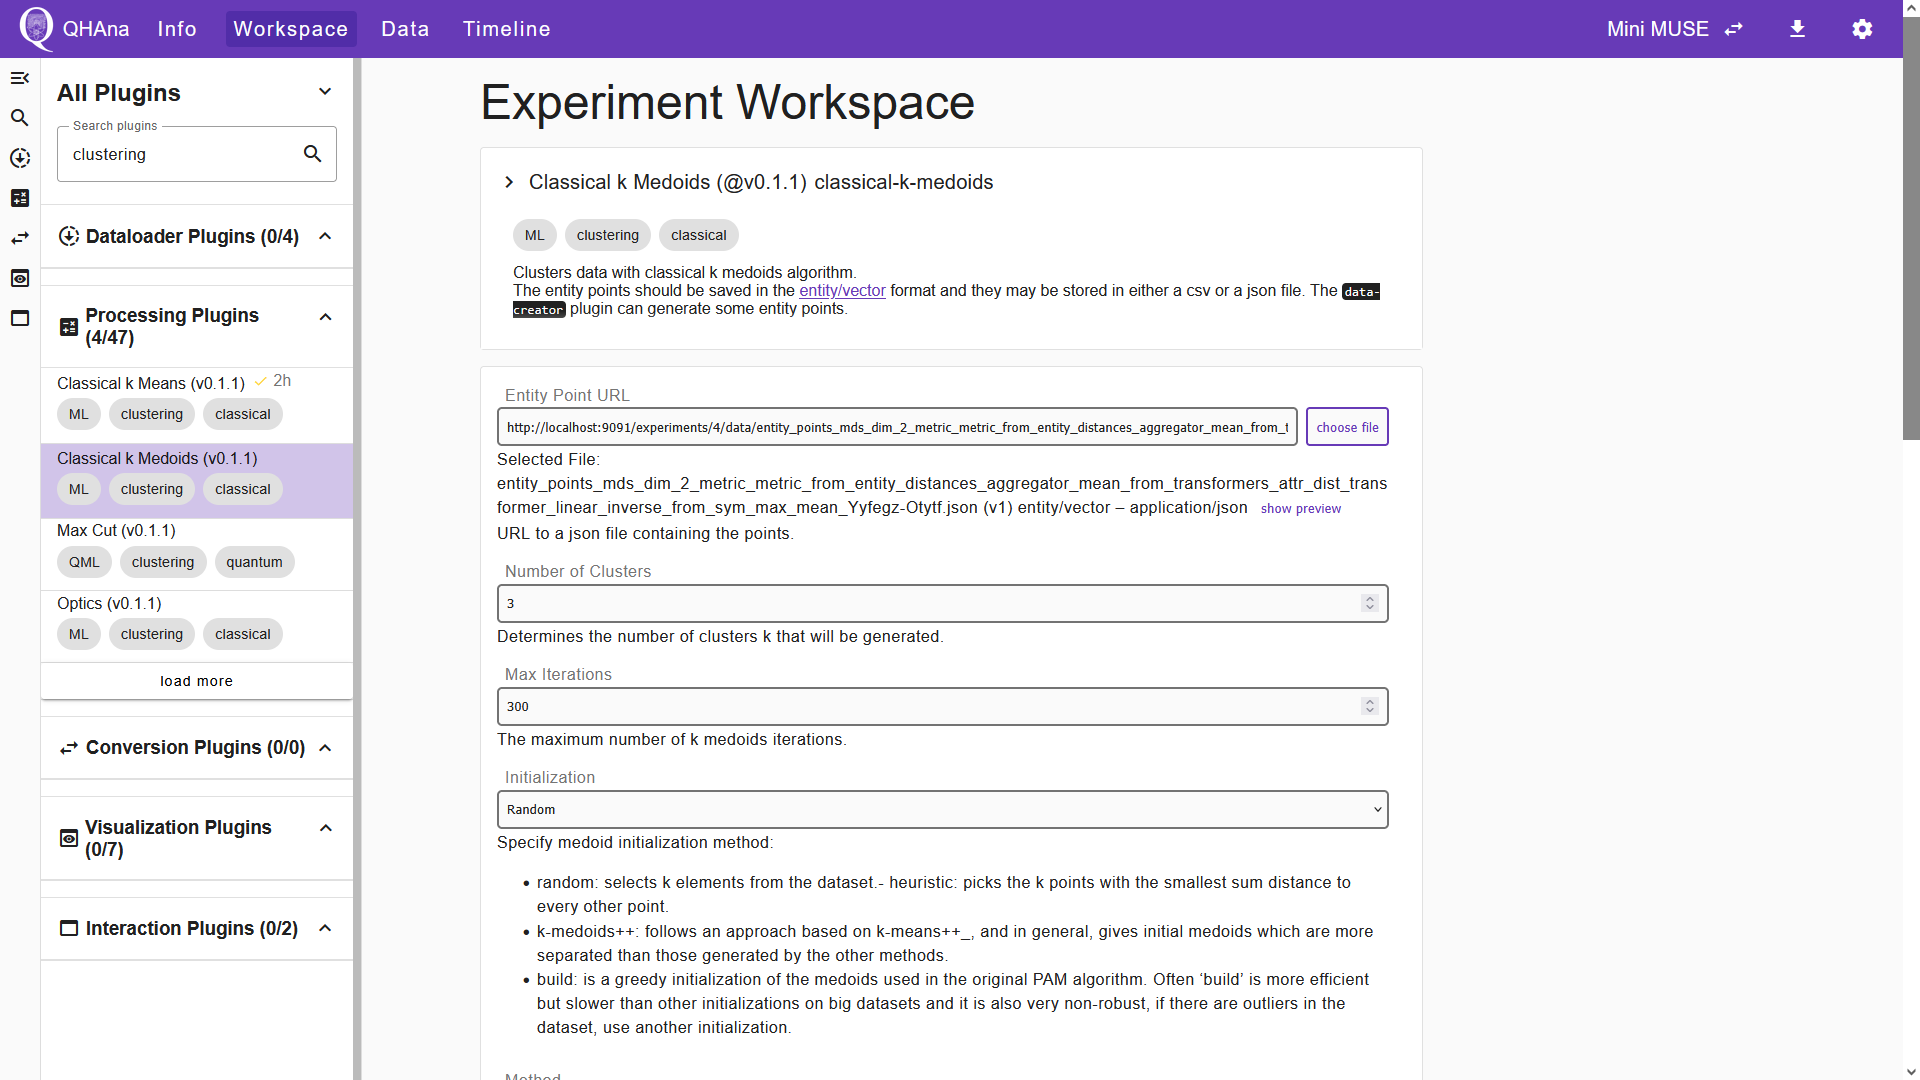 QHAna Info Workspace Data Timeline Mini MUSE
All Plugins
Search plugins
clustering
Dataloader Plugins (0/4)
Processing Plugins
(4/47)
Classical k Means (v0.1.1) 2h
ML clustering classical
Classical k Medoids (v0.1.1)
ML clustering classical
Max Cut (v0.1.1)
QML clustering quantum
Optics (v0.1.1)
ML clustering classical
load more
Conversion Plugins (0/0)
Visualization Plugins
(0/7)
Interaction Plugins (0/2)
Experiment Workspace
Classical k Medoids (@v0.1.1) classical-k-medoids
ML clustering classical
Clusters data with classical k medoids algorithm.
The entity points should be saved in the entity/vector format and they may be stored in either a csv or a json file. The data-
creator plugin can generate some entity points.
Entity Point URL
http://localhost:9091/experiments/4/data/entity_points_mds_dim_2_metric_metric_from_entity_distances_aggregator_mean_from_t choose file
Selected File:
entity_points_mds_dim_2_metric_metric_from_entity_distances_aggregator_mean_from_transformers_attr_dist_trans
former_linear_inverse_from_sym_max_mean_Yyfegz-Otytf.json (v1) entity/vector – application/json show preview
URL to a json file containing the points.
Number of Clusters
3
Determines the number of clusters k that will be generated.
Max Iterations
300
The maximum number of k medoids iterations.
Initialization
Random
Specify medoid initialization method:
• random: selects k elements from the dataset.- heuristic: picks the k points with the smallest sum distance to
every other point.
• k-medoids++: follows an approach based on k-means++_, and in general, gives initial medoids which are more
separated than those generated by the other methods.
• build: is a greedy initialization of the medoids used in the original PAM algorithm. Often ‘build’ is more efficient
but slower than other initializations on big datasets and it is also very non-robust, if there are outliers in the
dataset, use another initialization.
Method